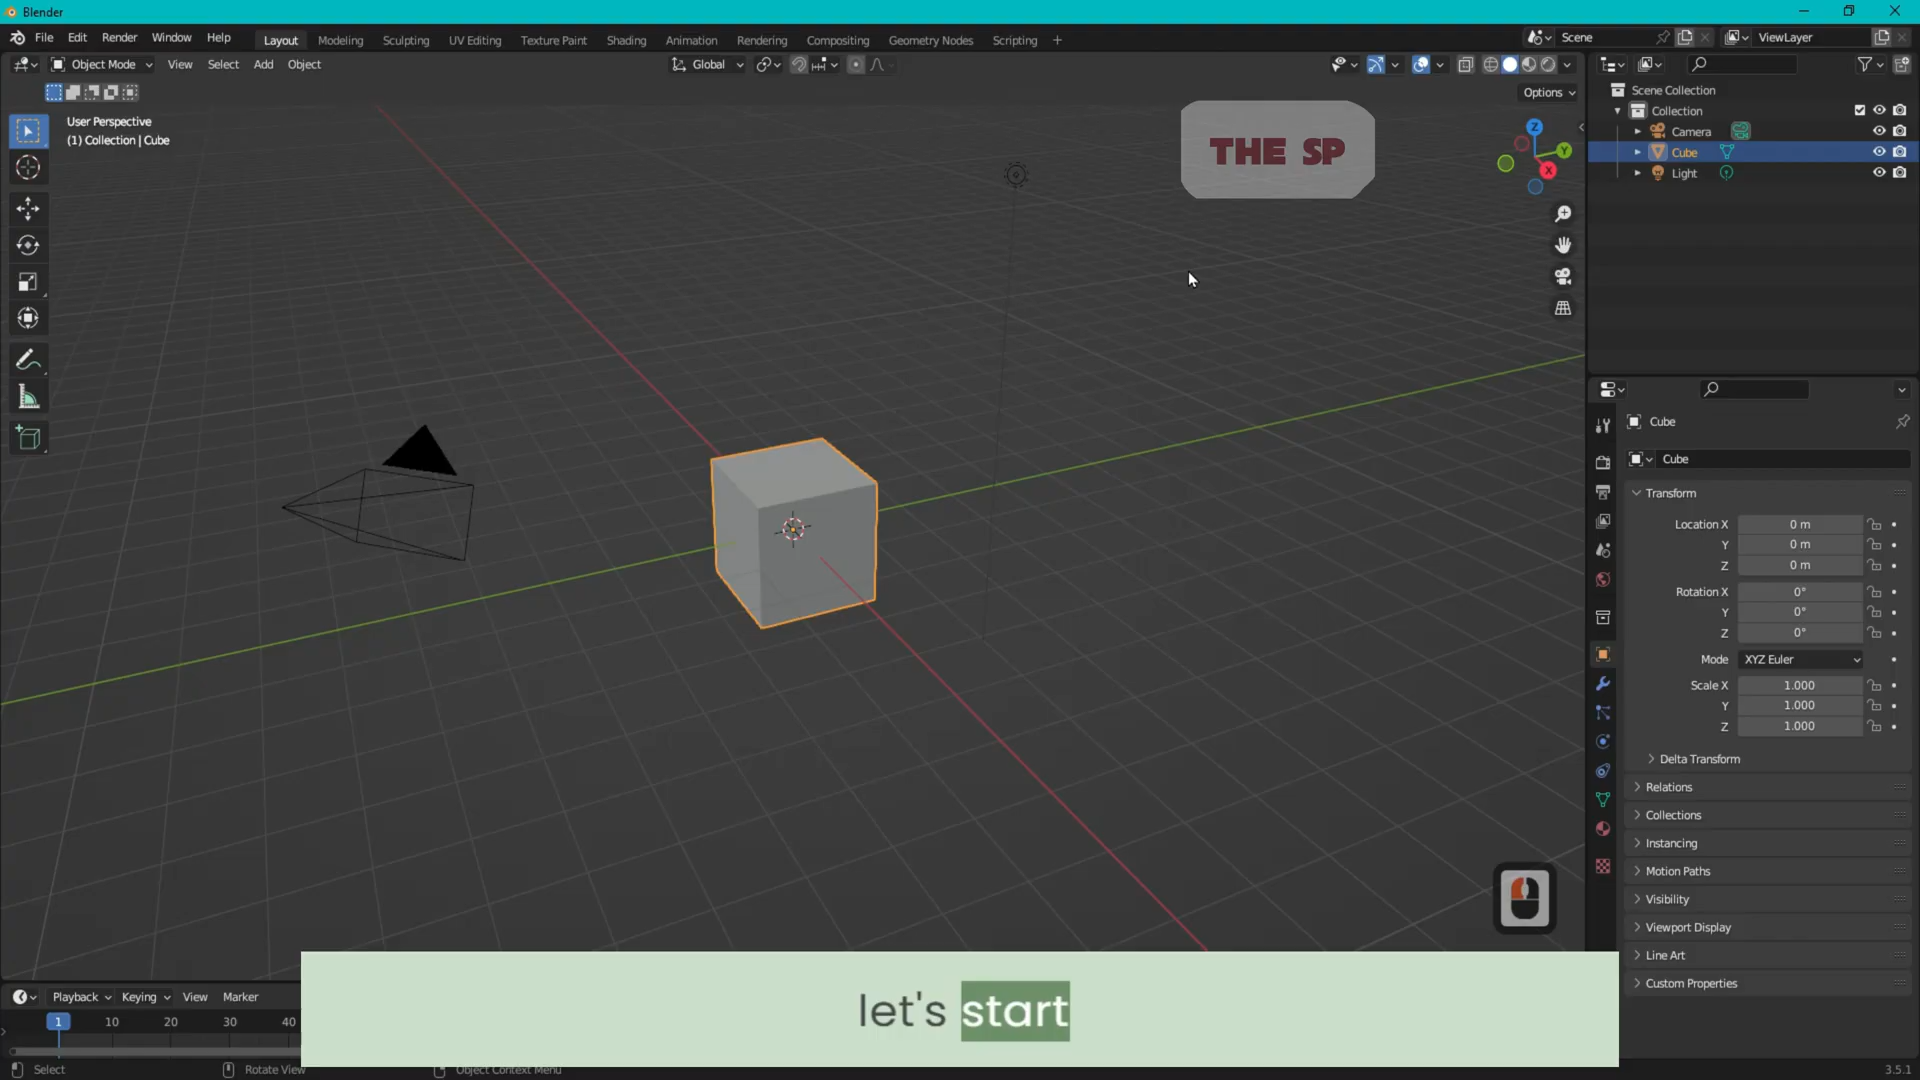 Blender
File Edit Render Window Help
Layout Modeling Sculpting UV Editing Texture Paint Shading Animation Rendering Compositing Geometry Nodes Scripting +
Scene
ViewLayer
Object Mode View Select Add Object
Global
Options
User Perspective
(1) Collection | Cube
THE SP
Z
Y
X
Scene Collection
Collection
Camera
Cube
Light
Cube
Cube
Transform
Location X 0 m
Y 0 m
Z 0 m
Rotation X 0°
Y 0°
Z 0°
Mode XYZ Euler
Scale X 1.000
Y 1.000
Z 1.000
Delta Transform
Relations
Collections
Instancing
Motion Paths
Visibility
Viewport Display
Line Art
Custom Properties
Playback Keying View Marker
1 10 20 30 40
let's start
Select Rotate View Object Context Menu
3.5.1